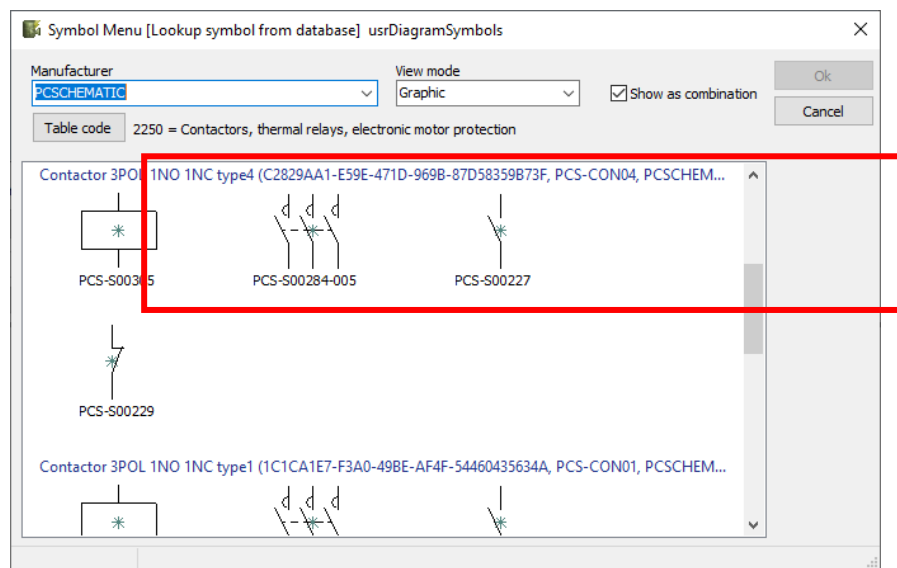 Symbol Menu [Lookup symbol from database] usrDiagramSymbols
Manufacturer View mode
PCSCHEMATIC Graphic Show as combination Ok
Cancel
Table code 2250 = Contactors, thermal relays, electronic motor protection
Contactor 3POL 1NO 1NC type4 (C2829AA1-E59E-471D-969B-87D58359B73F, PCS-CON04, PCSCHEM...
PCS-S00305 PCS-S00284-005 PCS-S00227
PCS-S00229
Contactor 3POL 1NO 1NC type1 (1C1CA1E7-F3A0-49BE-AF4F-54460435634A, PCS-CON01, PCSCHEM...